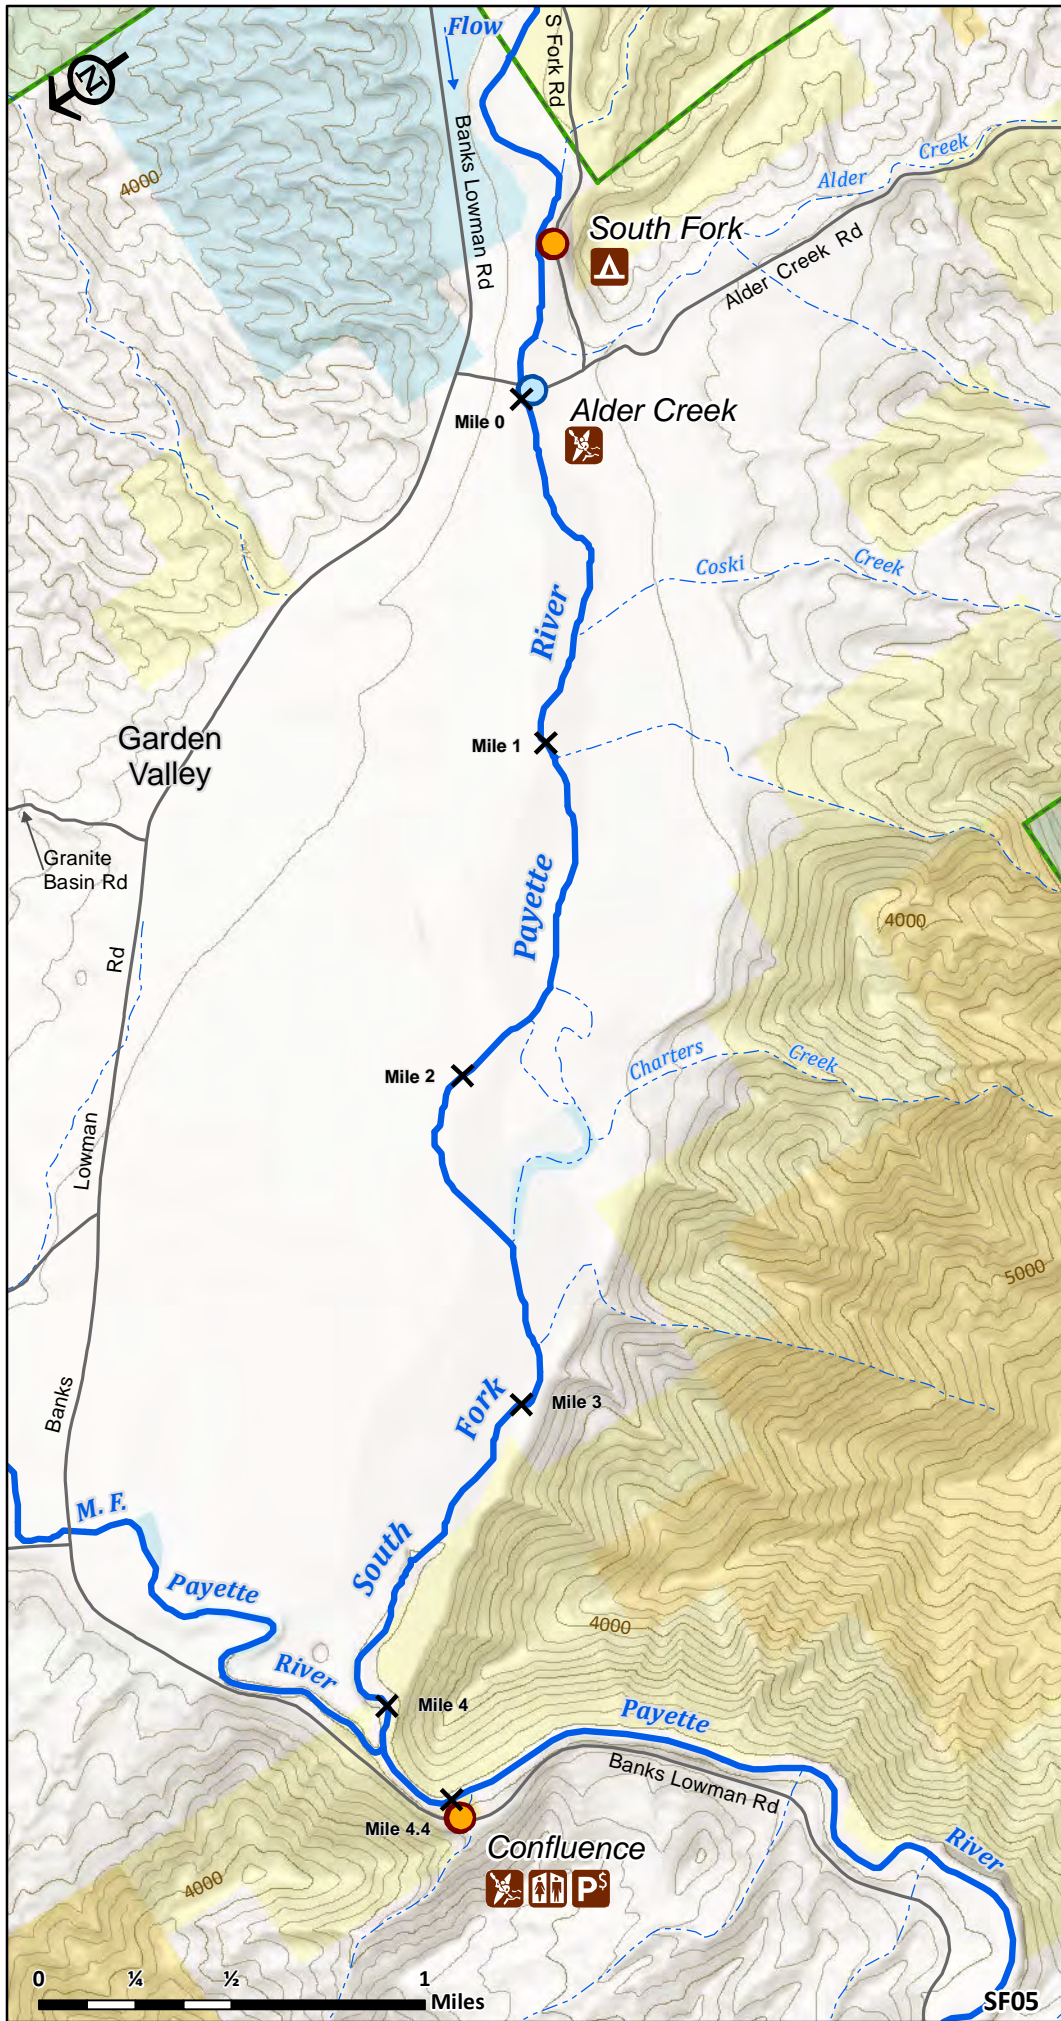 Flow
S Fork Rd
N
Banks Lowman Rd
4000
Alder
Creek
South Fork
Alder Creek Rd
Mile 0
Alder Creek
Coski
Creek
River
Mile 1
Garden
Valley
Granite
Basin Rd
Payette
4000
Rd
Mile 2
Charters
Creek
Lowman
5000
Banks
Fork
Mile 3
M. F.
South
Payette
4000
River
Mile 4
Payette
Banks Lowman Rd
Mile 4.4
Confluence
River
P$
4000
0
¼
½
1
Miles
SF05